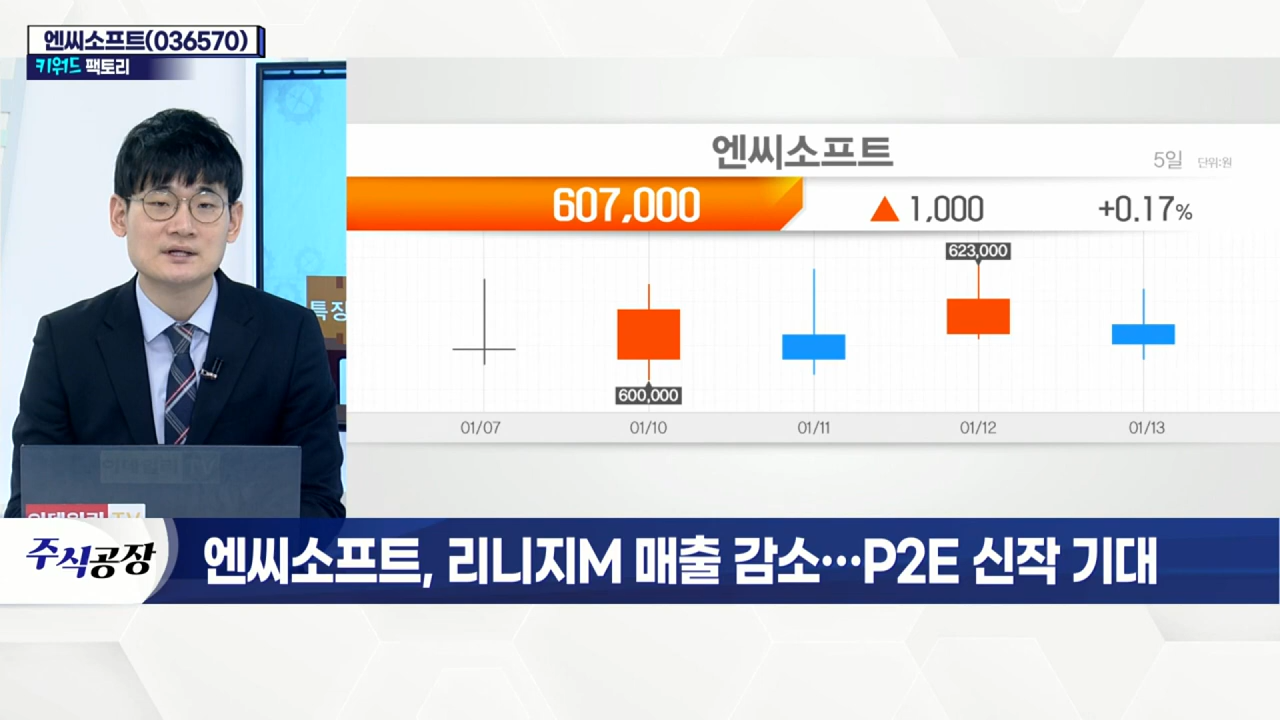 엔씨소프트(036570)
키워드 팩토리
특징
엔씨소프트
5일 단위:원
607,000
▲ 1,000
+0.17%
623,000
600,000
01/07
01/10
01/11
01/12
01/13
주식공장
엔씨소프트, 리니지M 매출 감소…P2E 신작 기대